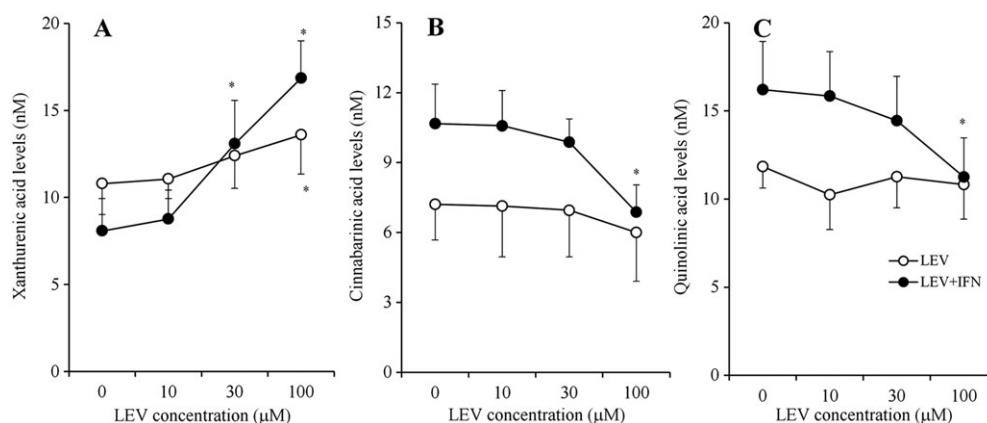 A
Xanthurenic acid levels (nM)
20
15
10
5
0
*
*
*
0 10 30 100
LEV concentration (μM)
B
Cinnabarinic acid levels (nM)
15
12
9
6
3
0
*
0 10 30 100
LEV concentration (μM)
C
Quinolinic acid levels (nM)
20
15
10
5
0
*
LEV
LEV+IFN
0 10 30 100
LEV concentration (μM)